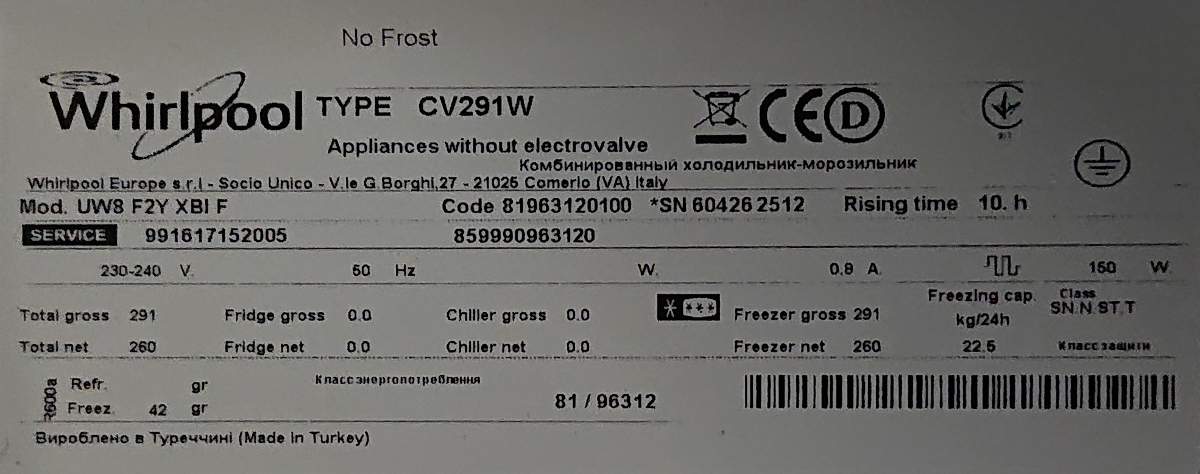 No Frost
Whirlpool TYPE CV291W
Appliances without electrovalve
Комбинированный холодильник-морозильник
Whirlpool Europe s.r.l - Socio Unico - V.le G.Borghi,27 - 21025 Comerio (VA) Italy
Mod. UW8 F2Y XBI F Code 81963120100 *SN 604262512 Rising time 10. h
SERVICE 991617152005 859990963120
230-240 V. 50 Hz W. 0.8 A. 150 W.
Total gross 291 Fridge gross 0.0 Chiller gross 0.0 Freezer gross 291 Freezing cap. kg/24h Class SN.N.ST.T
Total net 260 Fridge net 0.0 Chiller net 0.0 Freezer net 260 22.5 Класс защиты
R600a Refr. gr Класс энергопотребления
Freez. 42 gr 81 / 96312
Вироблено в Туреччині (Made in Turkey)